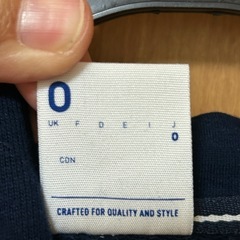 0
UK F D E I J
0
CDN
CRAFTED FOR QUALITY AND STYLE